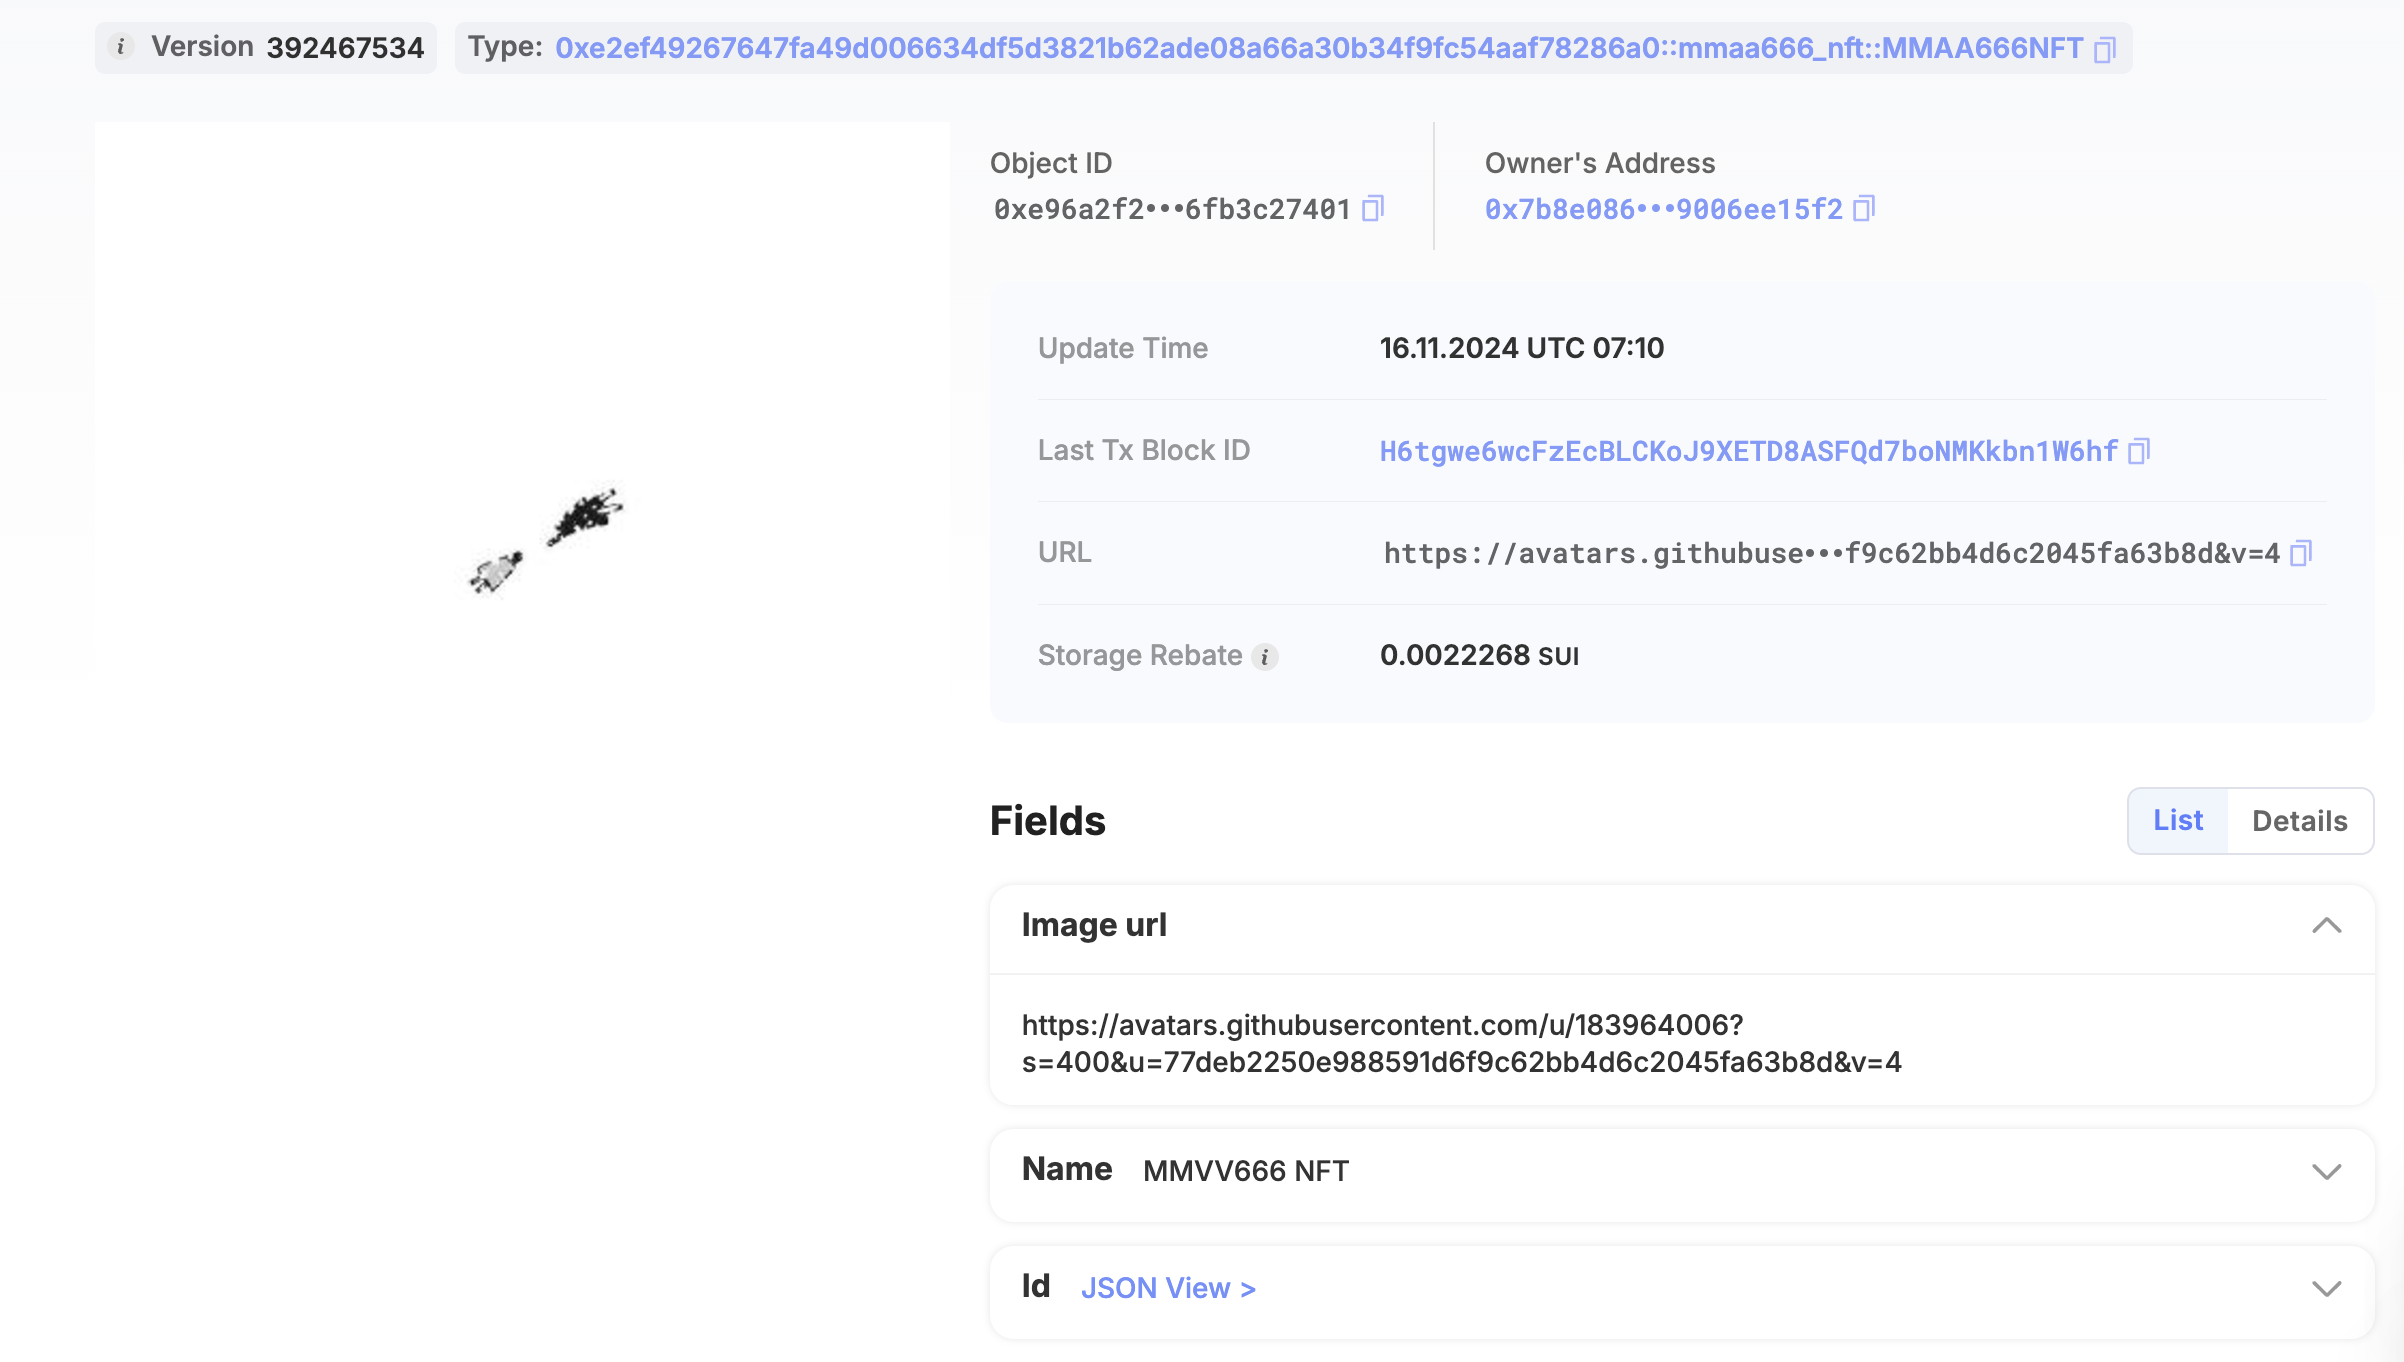 Version 392467534
Type: 0xe2ef49267647fa49d006634df5d3821b62ade08a66a30b34f9fc54aaf78286a0::mmaa666_nft::MMAA666NFT
Object ID
0xe96a2f2•••6fb3c27401
Owner's Address
0x7b8e086•••9006ee15f2
Update Time 16.11.2024 UTC 07:10
Last Tx Block ID H6tgwe6wcFzEcBLCKoJ9XETD8ASFQd7boNMKkbn1W6hf
URL https://avatars.githubuse•••f9c62bb4d6c2045fa63b8d&v=4
Storage Rebate 0.0022268 SUI
Fields
List Details
Image url
https://avatars.githubusercontent.com/u/183964006?
s=400&u=77deb2250e988591d6f9c62bb4d6c2045fa63b8d&v=4
Name MMVV666 NFT
Id JSON View >